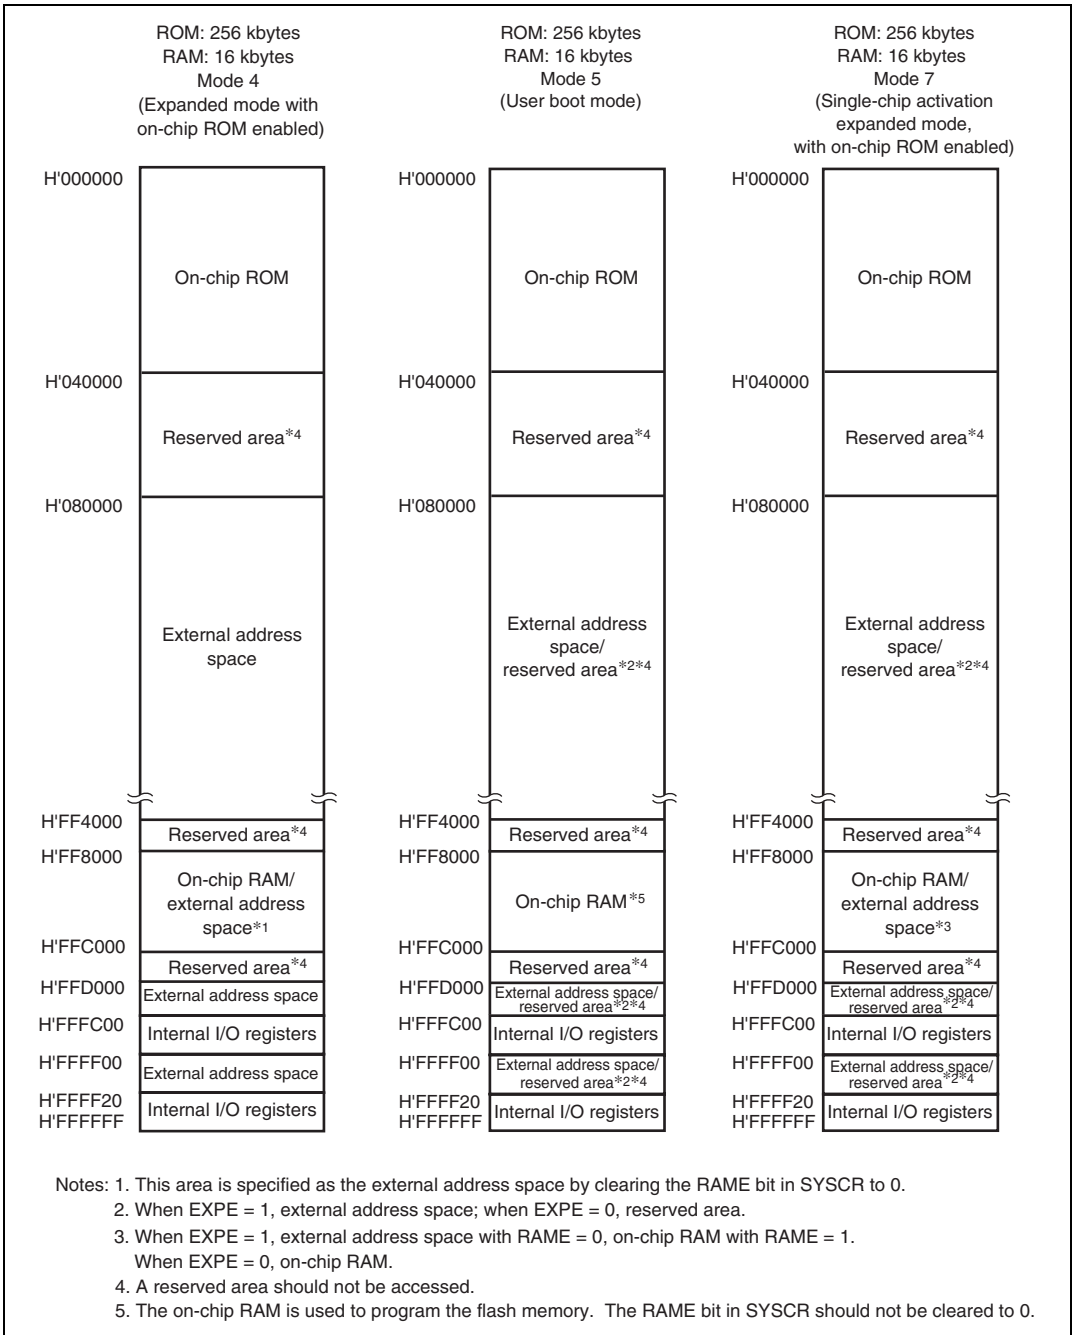 ROM: 256 kbytes
RAM: 16 kbytes
Mode 4
(Expanded mode with
on-chip ROM enabled)
H'000000
On-chip ROM
H'040000
Reserved area*4
H'080000
External address
space
H'FF4000
Reserved area*4
H'FF8000
On-chip RAM/
external address
space*1
H'FFC000
Reserved area*4
H'FFD000
External address space
H'FFFC00
Internal I/O registers
H'FFFF00
External address space
H'FFFF20
Internal I/O registers
H'FFFFFF
ROM: 256 kbytes
RAM: 16 kbytes
Mode 5
(User boot mode)
H'000000
On-chip ROM
H'040000
Reserved area*4
H'080000
External address
space/
reserved area*2*4
H'FF4000
Reserved area*4
H'FF8000
On-chip RAM*5
H'FFC000
Reserved area*4
H'FFD000
External address space/
reserved area*2*4
H'FFFC00
Internal I/O registers
H'FFFF00
External address space/
reserved area*2*4
H'FFFF20
Internal I/O registers
H'FFFFFF
ROM: 256 kbytes
RAM: 16 kbytes
Mode 7
(Single-chip activation
expanded mode,
with on-chip ROM enabled)
H'000000
On-chip ROM
H'040000
Reserved area*4
H'080000
External address
space/
reserved area*2*4
H'FF4000
Reserved area*4
H'FF8000
On-chip RAM/
external address
space*3
H'FFC000
Reserved area*4
H'FFD000
External address space/
reserved area*2*4
H'FFFC00
Internal I/O registers
H'FFFF00
External address space/
reserved area*2*4
H'FFFF20
Internal I/O registers
H'FFFFFF
Notes: 1. This area is specified as the external address space by clearing the RAME bit in SYSCR to 0.
2. When EXPE = 1, external address space; when EXPE = 0, reserved area.
3. When EXPE = 1, external address space with RAME = 0, on-chip RAM with RAME = 1.
When EXPE = 0, on-chip RAM.
4. A reserved area should not be accessed.
5. The on-chip RAM is used to program the flash memory. The RAME bit in SYSCR should not be cleared to 0.